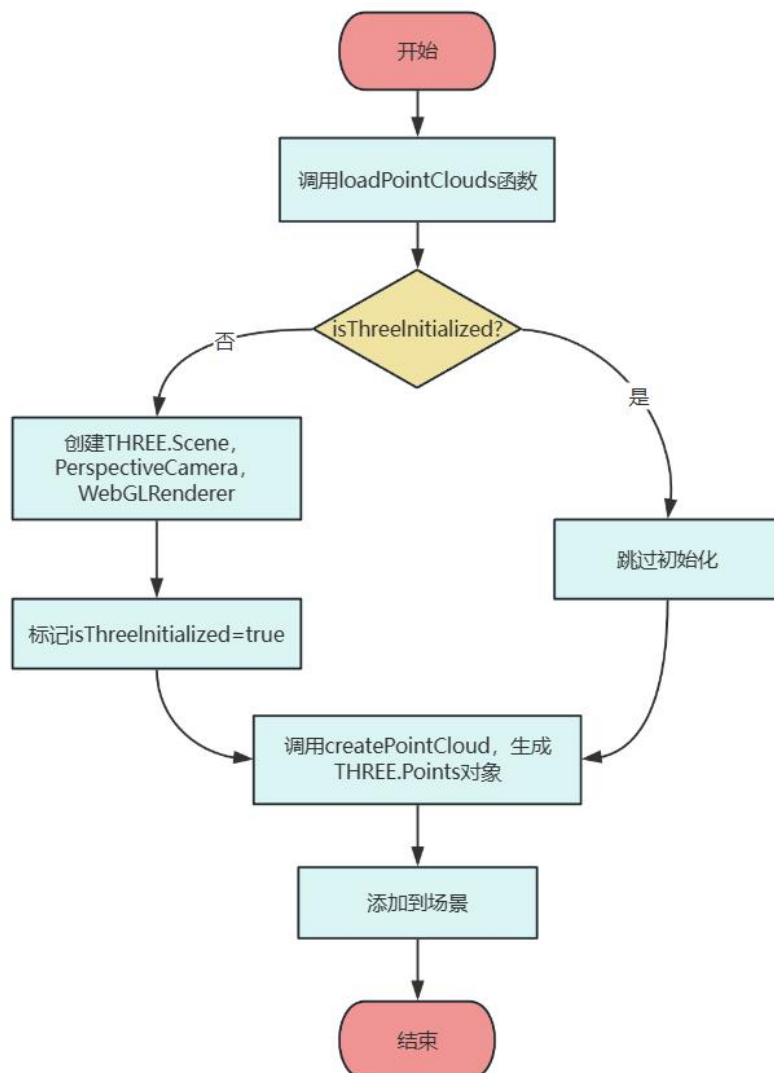 开始
调用loadPointClouds函数
isThreeInitialized?
否
是
创建THREE.Scene，
PerspectiveCamera，
WebGLRenderer
跳过初始化
标记isThreeInitialized=true
调用createPointCloud，生成
THREE.Points对象
添加到场景
结束